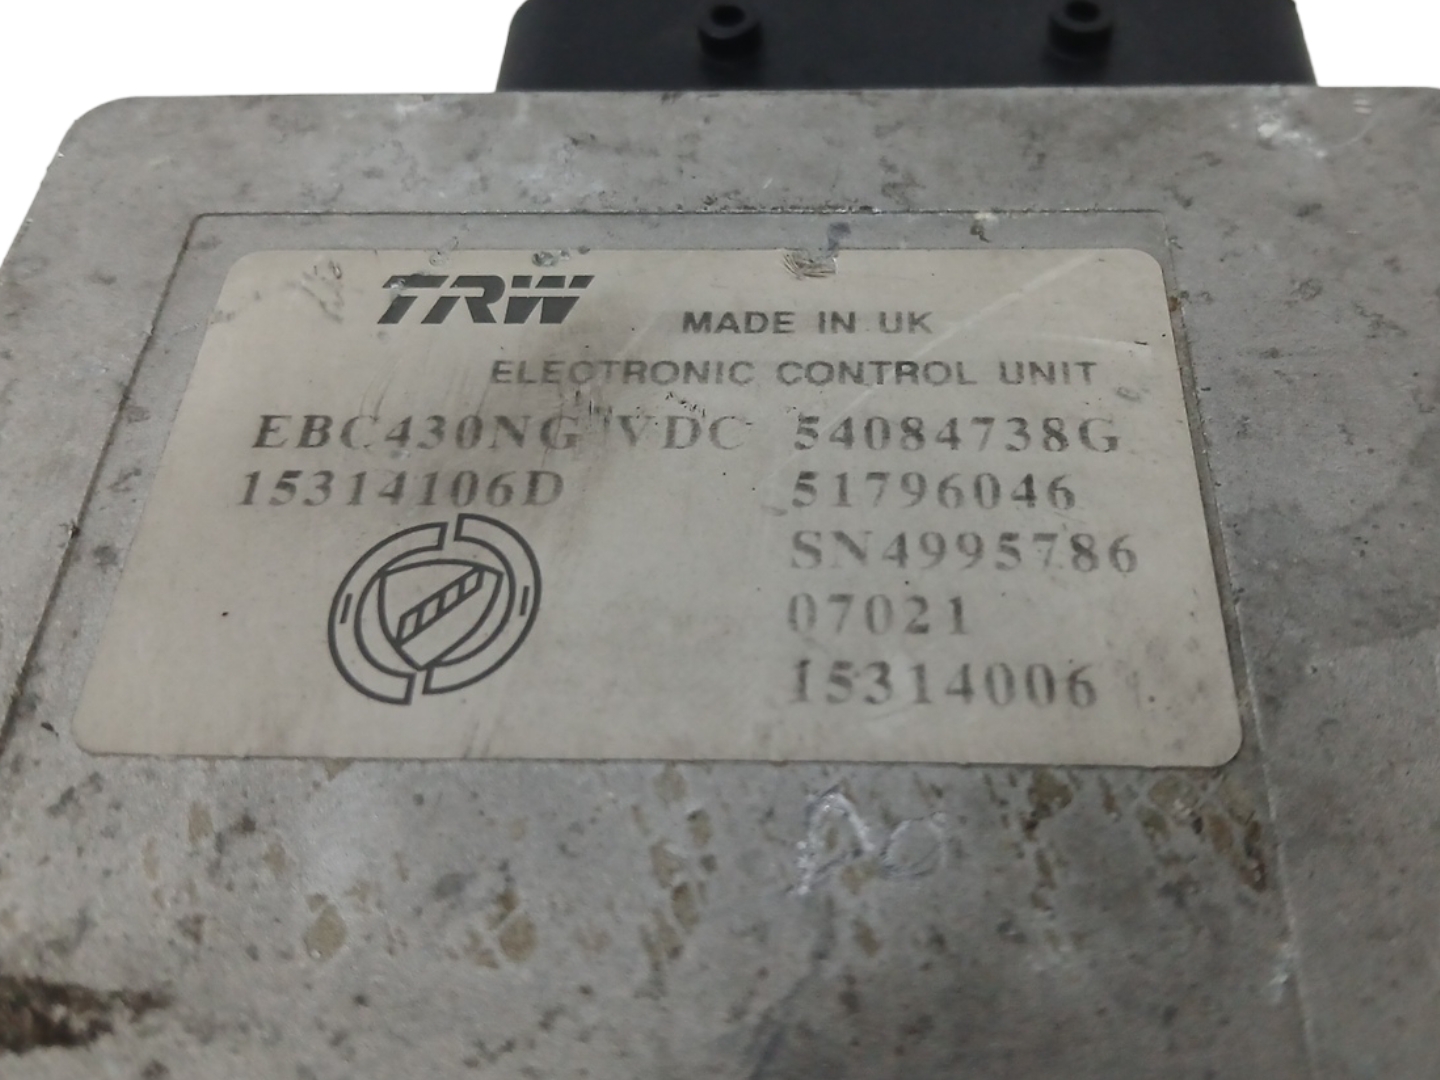 TRW
MADE IN UK
ELECTRONIC CONTROL UNIT
EBC430NG VDC 54084738G
15314106D 51796046
SN4995786
07021
15314006